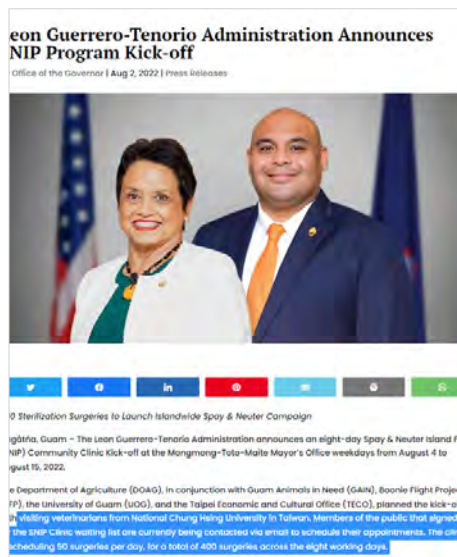 eon Guerrero-Tenorio Administration Announces
NIP Program Kick-off
Office of the Governor | Aug 2, 2022 | Press Releases
in
0 Sterilization Surgeries to Launch Islandwide Spay & Neuter Campaign
gåtña, Guam – The Leon Guerrero-Tenorio Administration announces an eight-day Spay & Neuter Island P
NIP) Community Clinic Kick-off at the Mongmong-Toto-Maite Mayor's Office weekdays from August 4 to
gust 15, 2022.
e Department of Agriculture (DOAG), in conjunction with Guam Animals in Need (GAIN), Boonie Flight Projec
FP), the University of Guam (UOG), and the Taipei Economic and Cultural Office (TECO), planned the kick-o
visiting veterinarians from National Chung Hsing University in Taiwan. Members of the public that signed
the SNIP Clinic waiting list are currently being contacted via email to schedule their appointments. The clin
scheduling 50 surgeries per day, for a total of 400 surgeries across the eight working days.